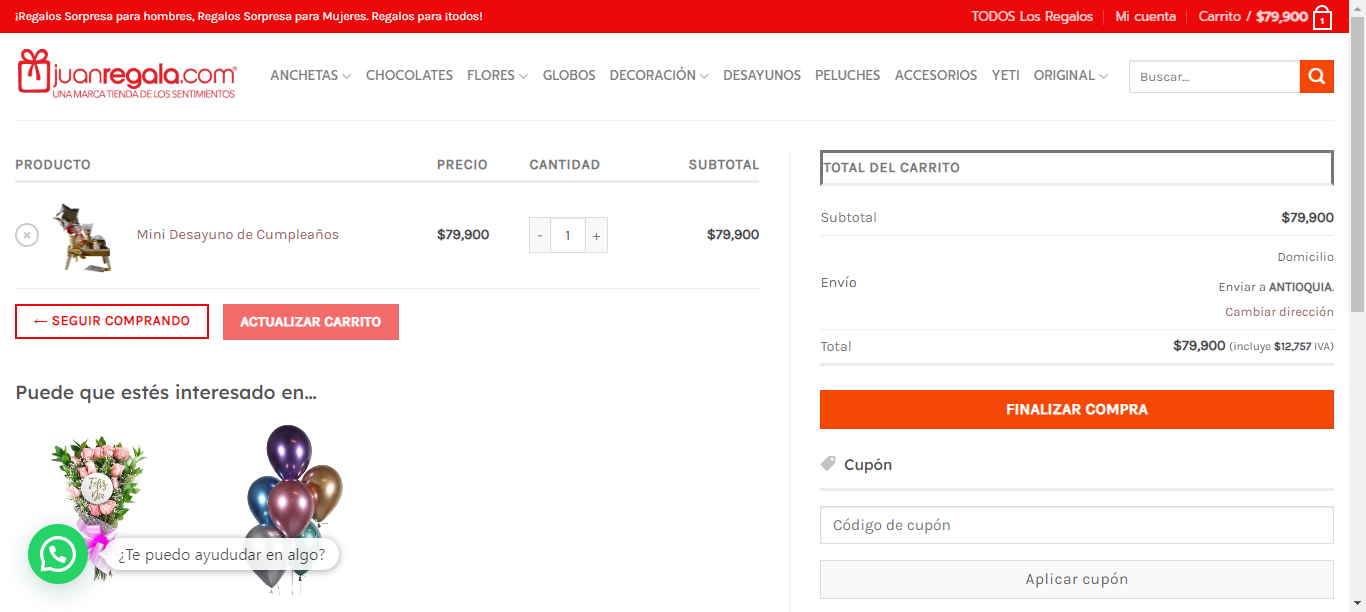 ¡Regalos Sorpresa para hombres, Regalos Sorpresa para Mujeres. Regalos para ¡todos!
TODOS Los Regalos
Mi cuenta
Carrito / $79,900
1
juanregala.com®
UNA MARCA TIENDA DE LOS SENTIMIENTOS
ANCHETAS
CHOCOLATES
FLORES
GLOBOS
DECORACIÓN
DESAYUNOS
PELUCHES
ACCESORIOS
YETI
ORIGINAL
Buscar...
PRODUCTO PRECIO CANTIDAD SUBTOTAL
× Mini Desayuno de Cumpleaños $79,900 - 1 + $79,900
← SEGUIR COMPRANDO
ACTUALIZAR CARRITO
Puede que estés interesado en...
Feliz
Día
¿Te puedo ayududar en algo?
TOTAL DEL CARRITO
Subtotal $79,900
Domicilio
Envío
Enviar a ANTIOQUIA.
Cambiar dirección
Total $79,900 (incluye $12,757 IVA)
FINALIZAR COMPRA
Cupón
Código de cupón
Aplicar cupón